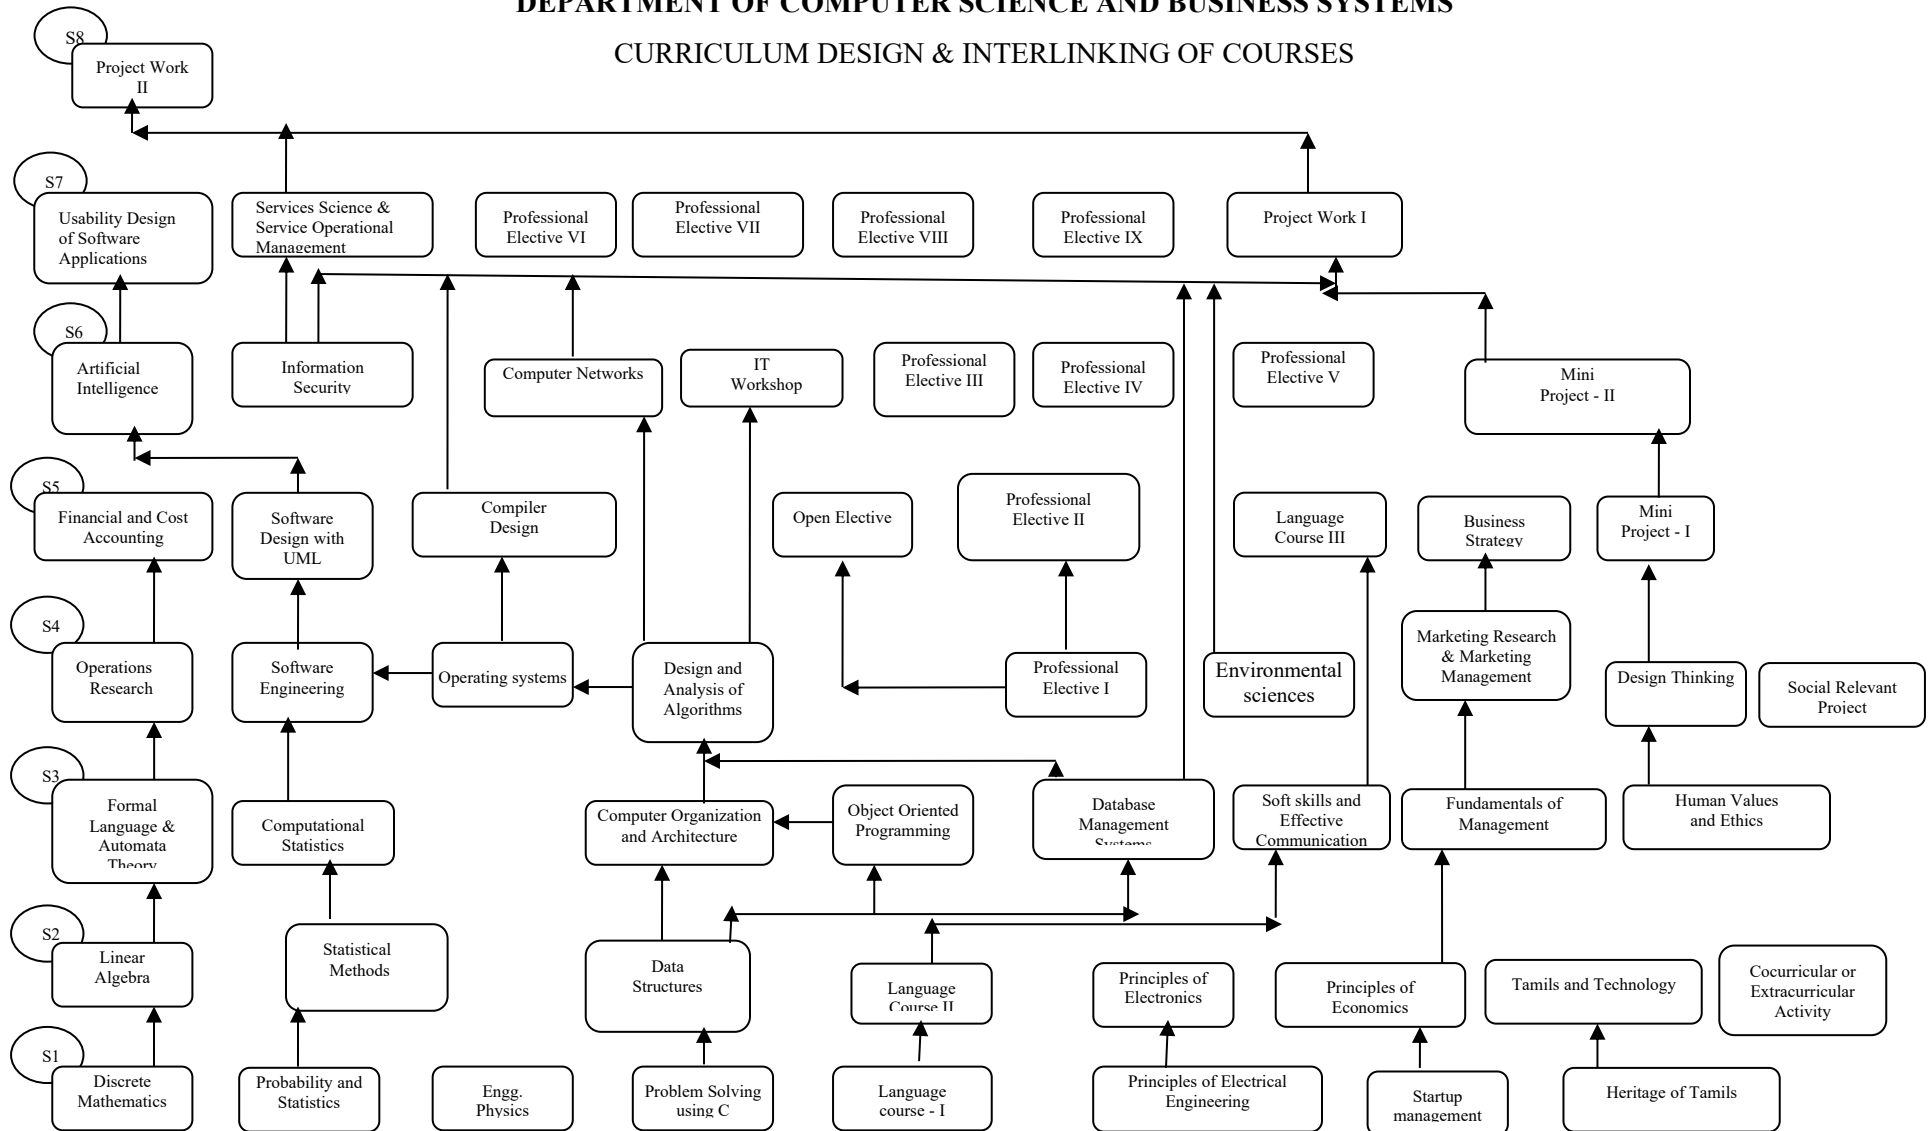 DEPARTMENT OF COMPUTER SCIENCE AND BUSINESS SYSTEMS
CURRICULUM DESIGN & INTERLINKING OF COURSES
S8
Project Work
II
S7
Usability Design
of Software
Applications
Services Science &
Service Operational
Management
Professional
Elective VI
Professional
Elective VII
Professional
Elective VIII
Professional
Elective IX
Project Work I
S6
Artificial
Intelligence
Information
Security
Computer Networks
IT
Workshop
Professional
Elective III
Professional
Elective IV
Professional
Elective V
Mini
Project - II
S5
Financial and Cost
Accounting
Software
Design with
UML
Compiler
Design
Open Elective
Professional
Elective II
Language
Course III
Business
Strategy
Mini
Project - I
S4
Operations
Research
Software
Engineering
Operating systems
Design and
Analysis of
Algorithms
Professional
Elective I
Environmental
sciences
Marketing Research
& Marketing
Management
Design Thinking
Social Relevant
Project
S3
Formal
Language &
Automata
Theory
Computational
Statistics
Computer Organization
and Architecture
Object Oriented
Programming
Database
Management
Systems
Soft skills and
Effective
Communication
Fundamentals of
Management
Human Values
and Ethics
S2
Linear
Algebra
Statistical
Methods
Data
Structures
Language
Course II
Principles of
Electronics
Principles of
Economics
Tamils and Technology
Cocurricular or
Extracurricular
Activity
S1
Discrete
Mathematics
Probability and
Statistics
Engg.
Physics
Problem Solving
using C
Language
course - I
Principles of Electrical
Engineering
Startup
management
Heritage of Tamils